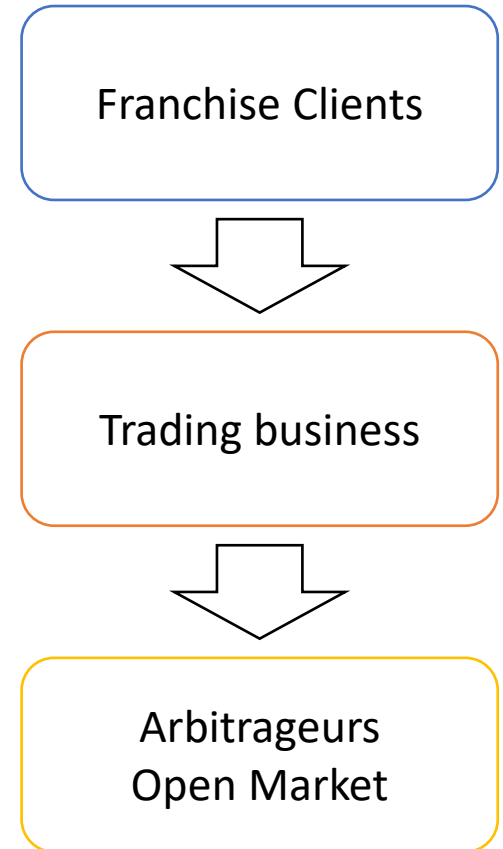 Franchise Clients
Trading business
Arbitrageurs
Open Market